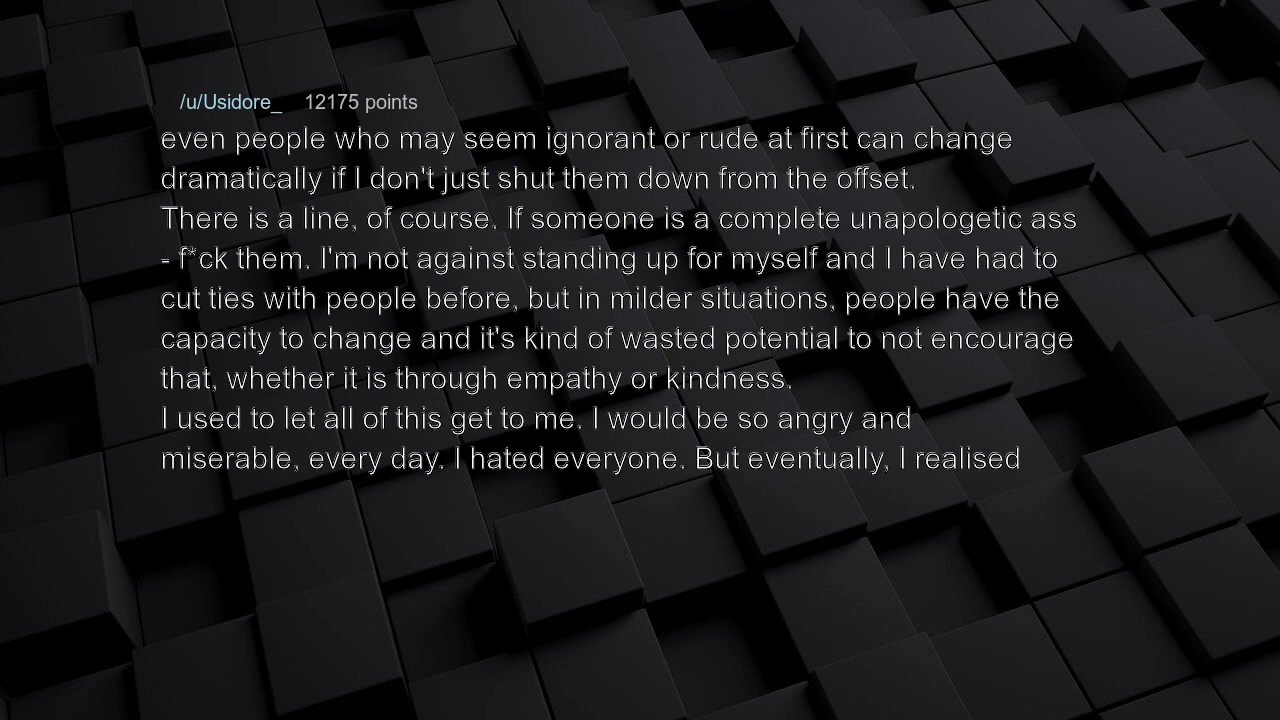 /u/Usidore_ 12175 points
even people who may seem ignorant or rude at first can change
dramatically if I don't just shut them down from the offset.
There is a line, of course. If someone is a complete unapologetic ass
- f*ck them. I'm not against standing up for myself and I have had to
cut ties with people before, but in milder situations, people have the
capacity to change and it's kind of wasted potential to not encourage
that, whether it is through empathy or kindness.
I used to let all of this get to me. I would be so angry and
miserable, every day. I hated everyone. But eventually, I realised